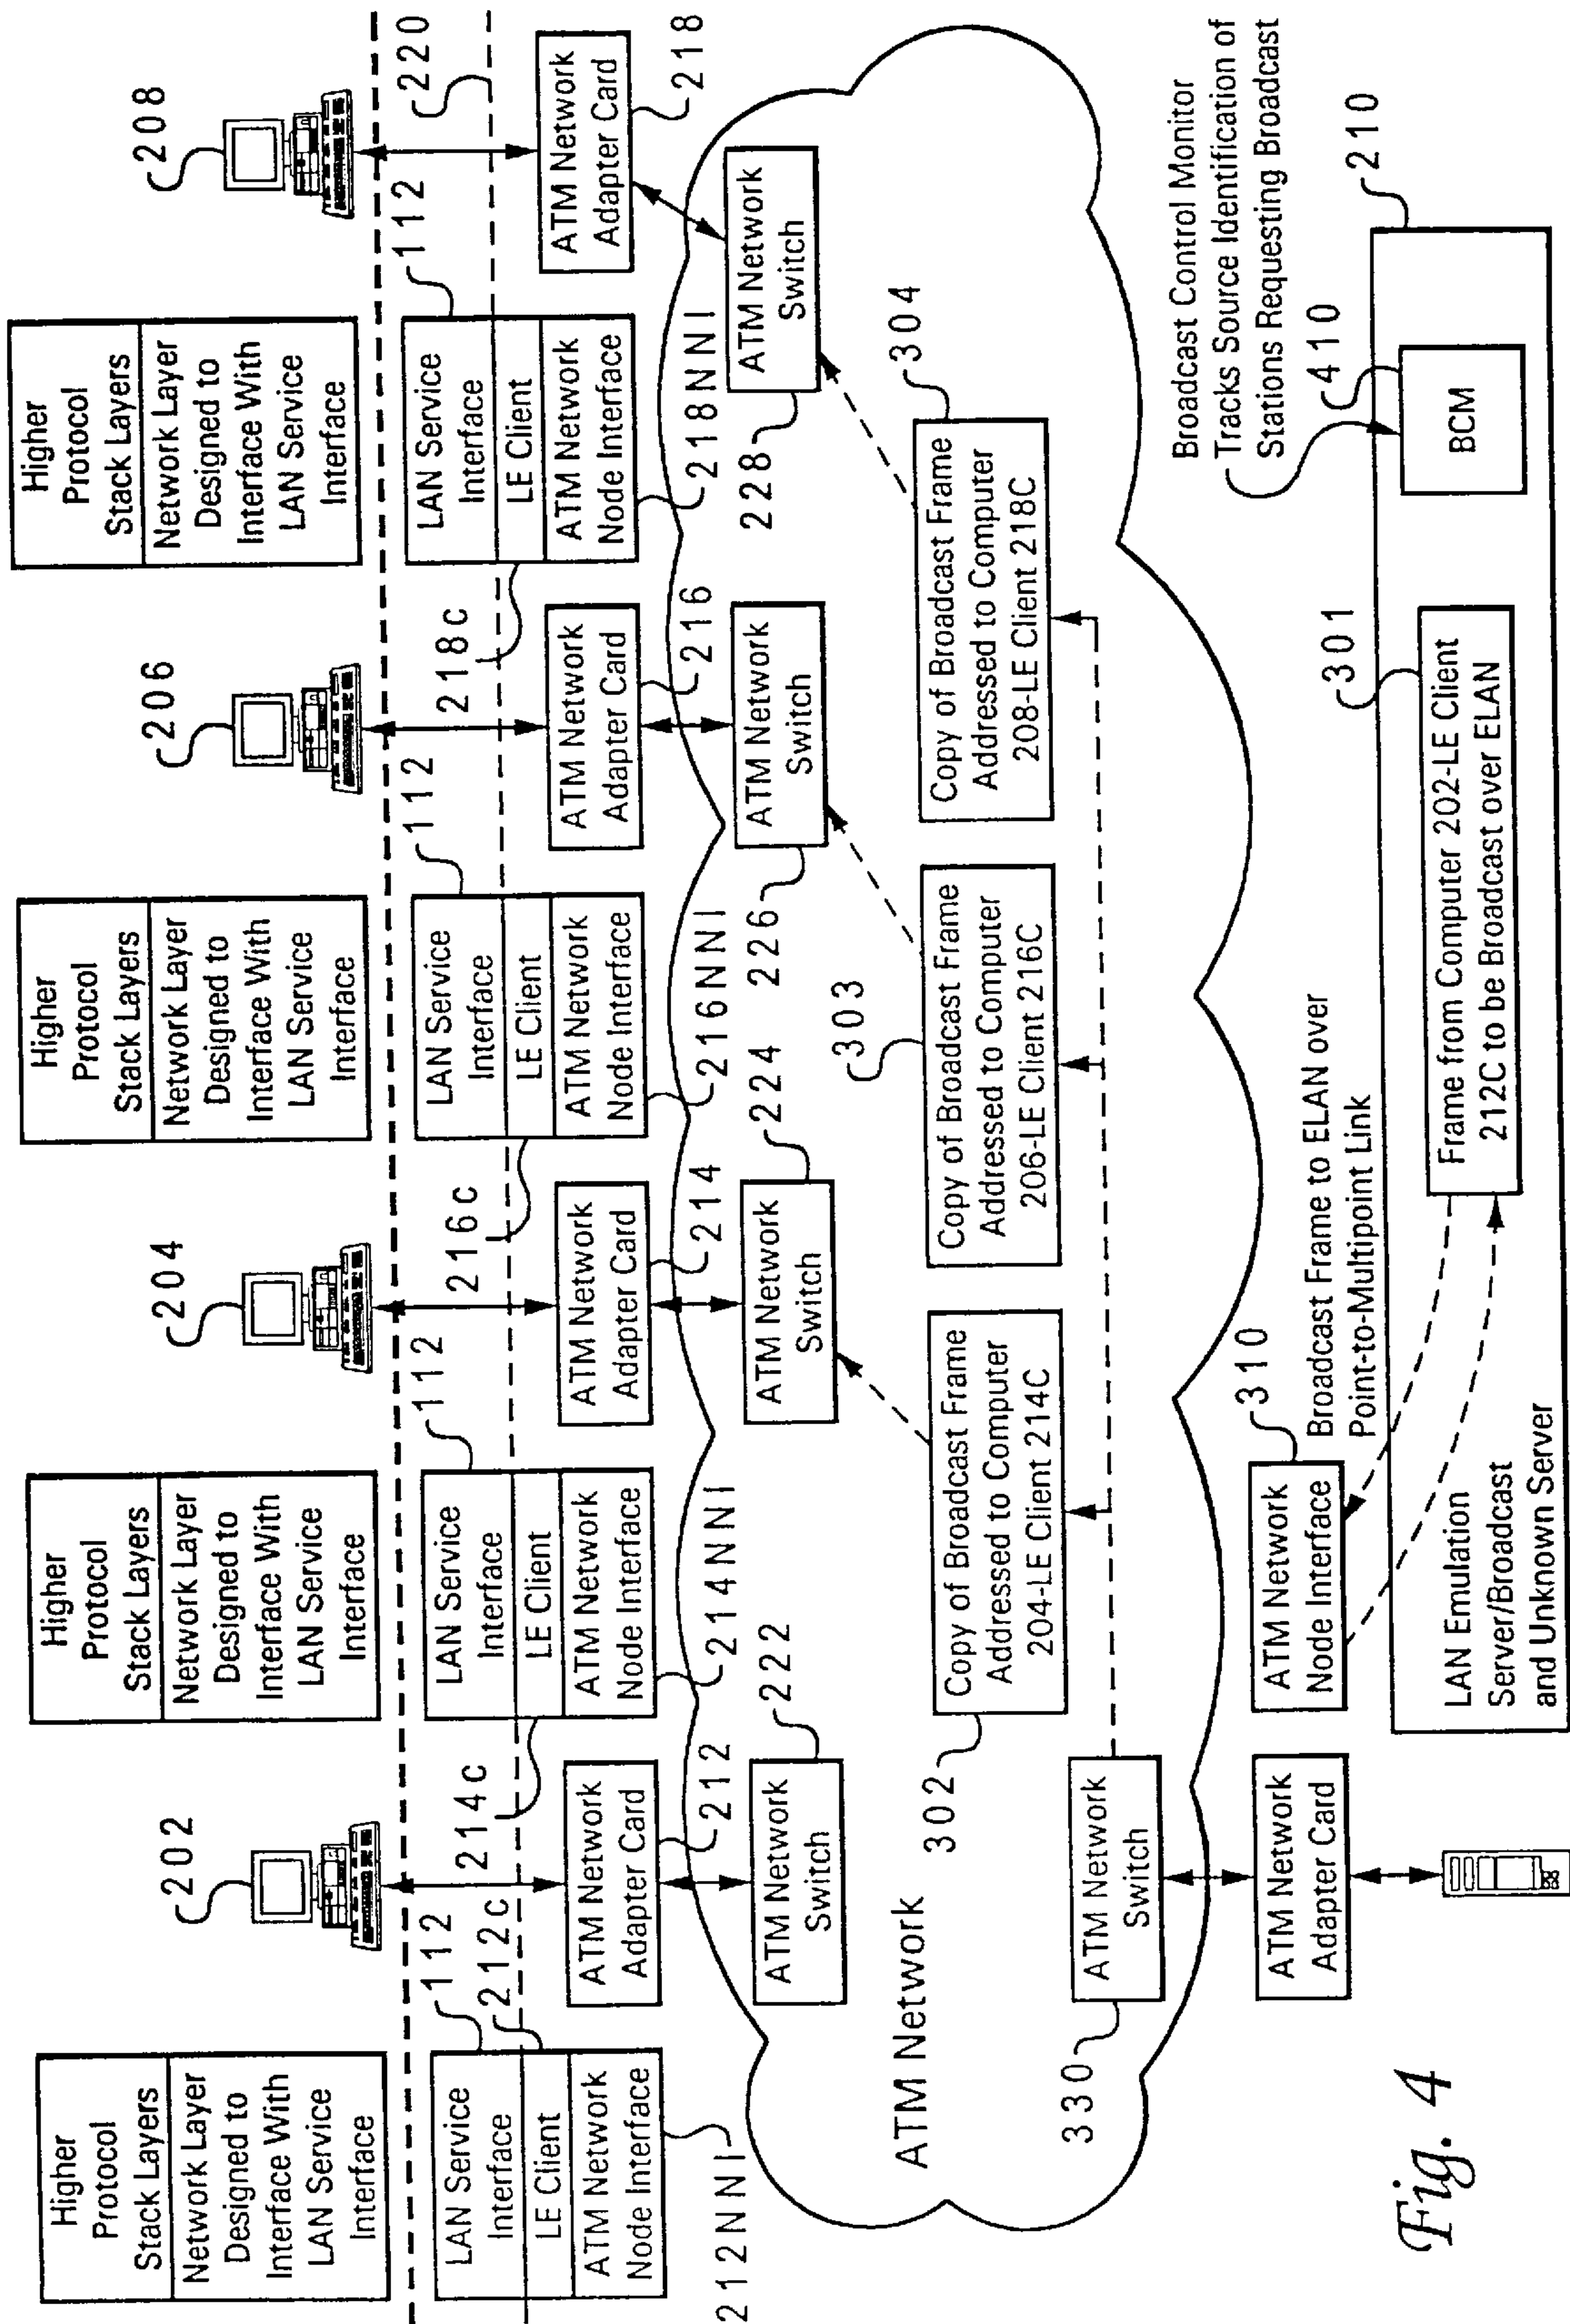 Higher
Protocol
Stack Layers
Network Layer
Designed to
Interface With
LAN Service
Interface
Higher
Protocol
Stack Layers
Network Layer
Designed to
Interface With
LAN Service
Interface
Higher
Protocol
Stack Layers
Network Layer
Designed to
Interface With
LAN Service
Interface
Higher
Protocol
Stack Layers
Network Layer
Designed to
Interface With
LAN Service
Interface
202
204
206
208
LAN Service
Interface
LE Client
ATM Network
Node Interface
112
212c
212NNI
LAN Service
Interface
LE Client
ATM Network
Node Interface
112
214c
214NNI
LAN Service
Interface
LE Client
ATM Network
Node Interface
112
216c
216NNI
LAN Service
Interface
LE Client
ATM Network
Node Interface
112
218c
218NNI
220
ATM Network
Adapter Card
212
ATM Network
Adapter Card
214
ATM Network
Adapter Card
216
ATM Network
Adapter Card
218
ATM Network
Switch
222
ATM Network
Switch
224
ATM Network
Switch
226
ATM Network
Switch
228
ATM Network
302
Copy of Broadcast Frame
Addressed to Computer
204-LE Client 214C
303
Copy of Broadcast Frame
Addressed to Computer
206-LE Client 216C
304
Copy of Broadcast Frame
Addressed to Computer
208-LE Client 218C
330
ATM Network
Switch
ATM Network
Adapter Card
ATM Network
Node Interface
310
Broadcast Frame to ELAN over
Point-to-Multipoint Link
Broadcast Control Monitor
Tracks Source Identification of
Stations Requesting Broadcast
LAN Emulation
Server/Broadcast
and Unknown Server
301
Frame from Computer 202-LE Client
212C to be Broadcast over ELAN
410
BCM
210
Fig. 4